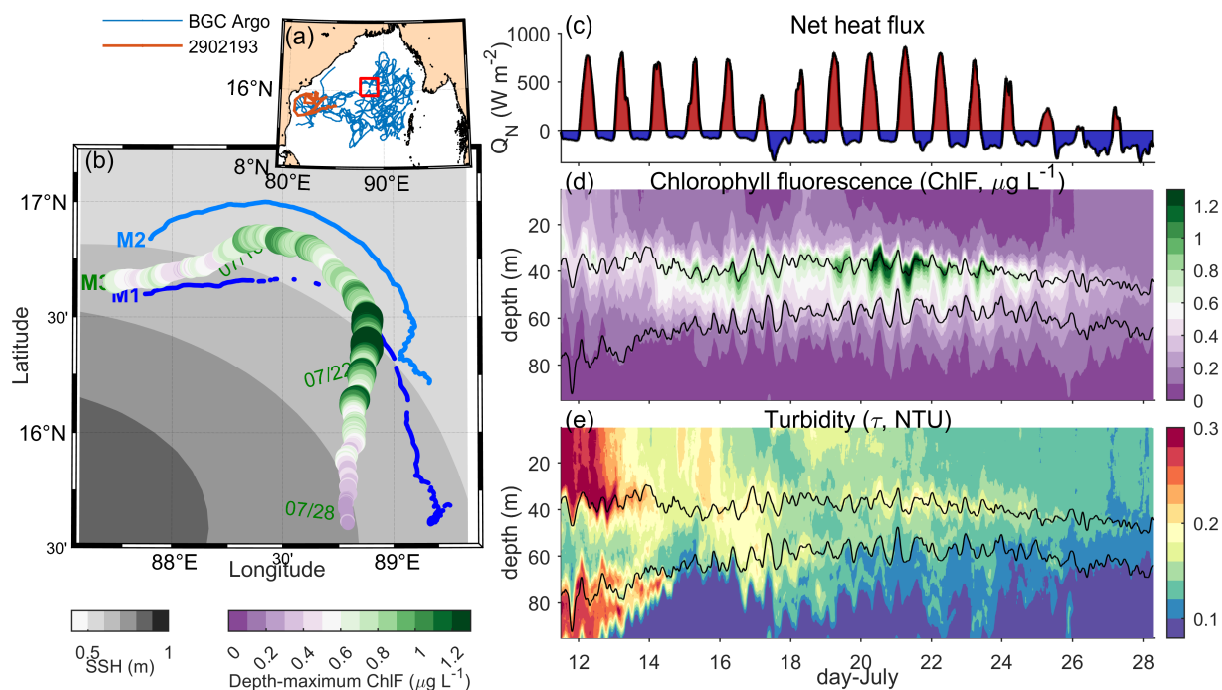 BGC Argo
2902193
(a)
16°N
8°N
80°E
90°E
(b)
17°N
30'
16°N
30'
Latitude
88°E
30'
89°E
Longitude
M2
M3
M1
07/22
07/28
0.5
1
SSH (m)
0
0.2
0.4
0.6
0.8
1
1.2
Depth-maximum ChlF (μg L-1)
(c)
Net heat flux
QN (W m-2)
1000
750
500
250
0
(d)
Chlorophyll fluorescence (ChlF, μg L-1)
depth (m)
20
40
60
80
1.2
1
0.8
0.6
0.4
0.2
0
(e)
Turbidity (τ, NTU)
depth (m)
20
40
60
80
0.3
0.2
0.1
12
14
16
18
20
22
24
26
28
day-July